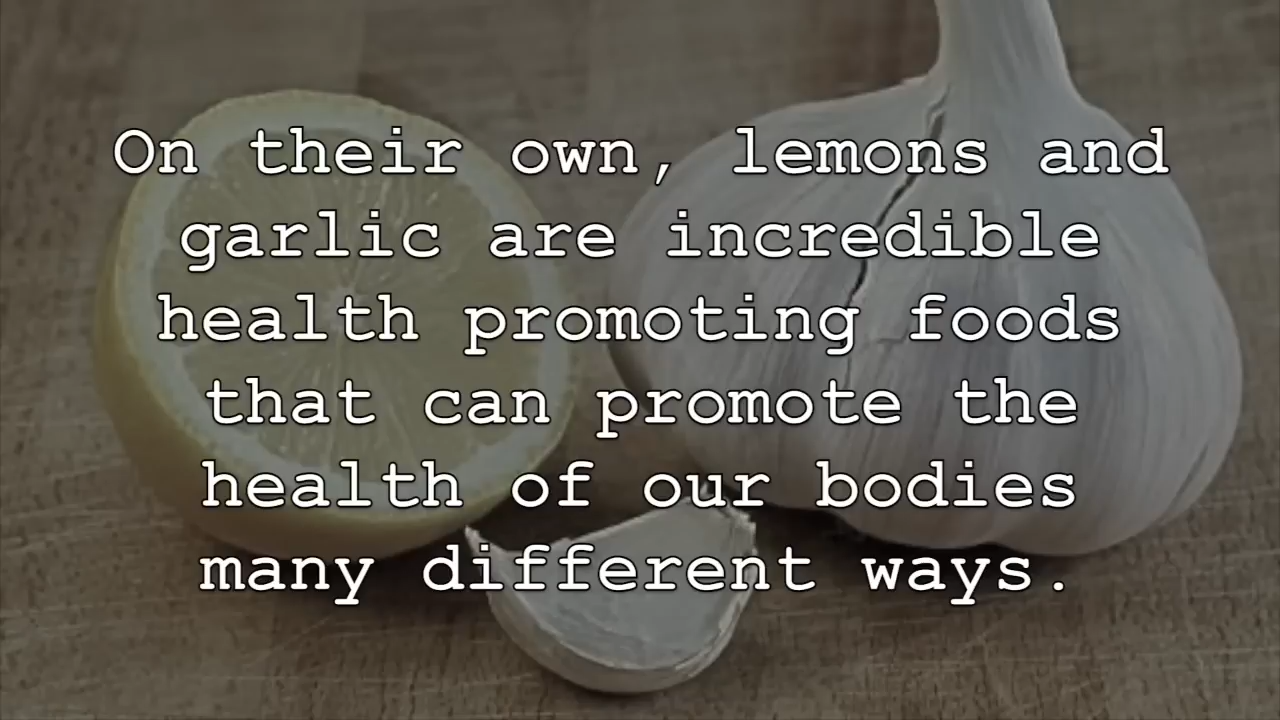 On their own, lemons and
garlic are incredible
health promoting foods
that can promote the
health of our bodies
many different ways.